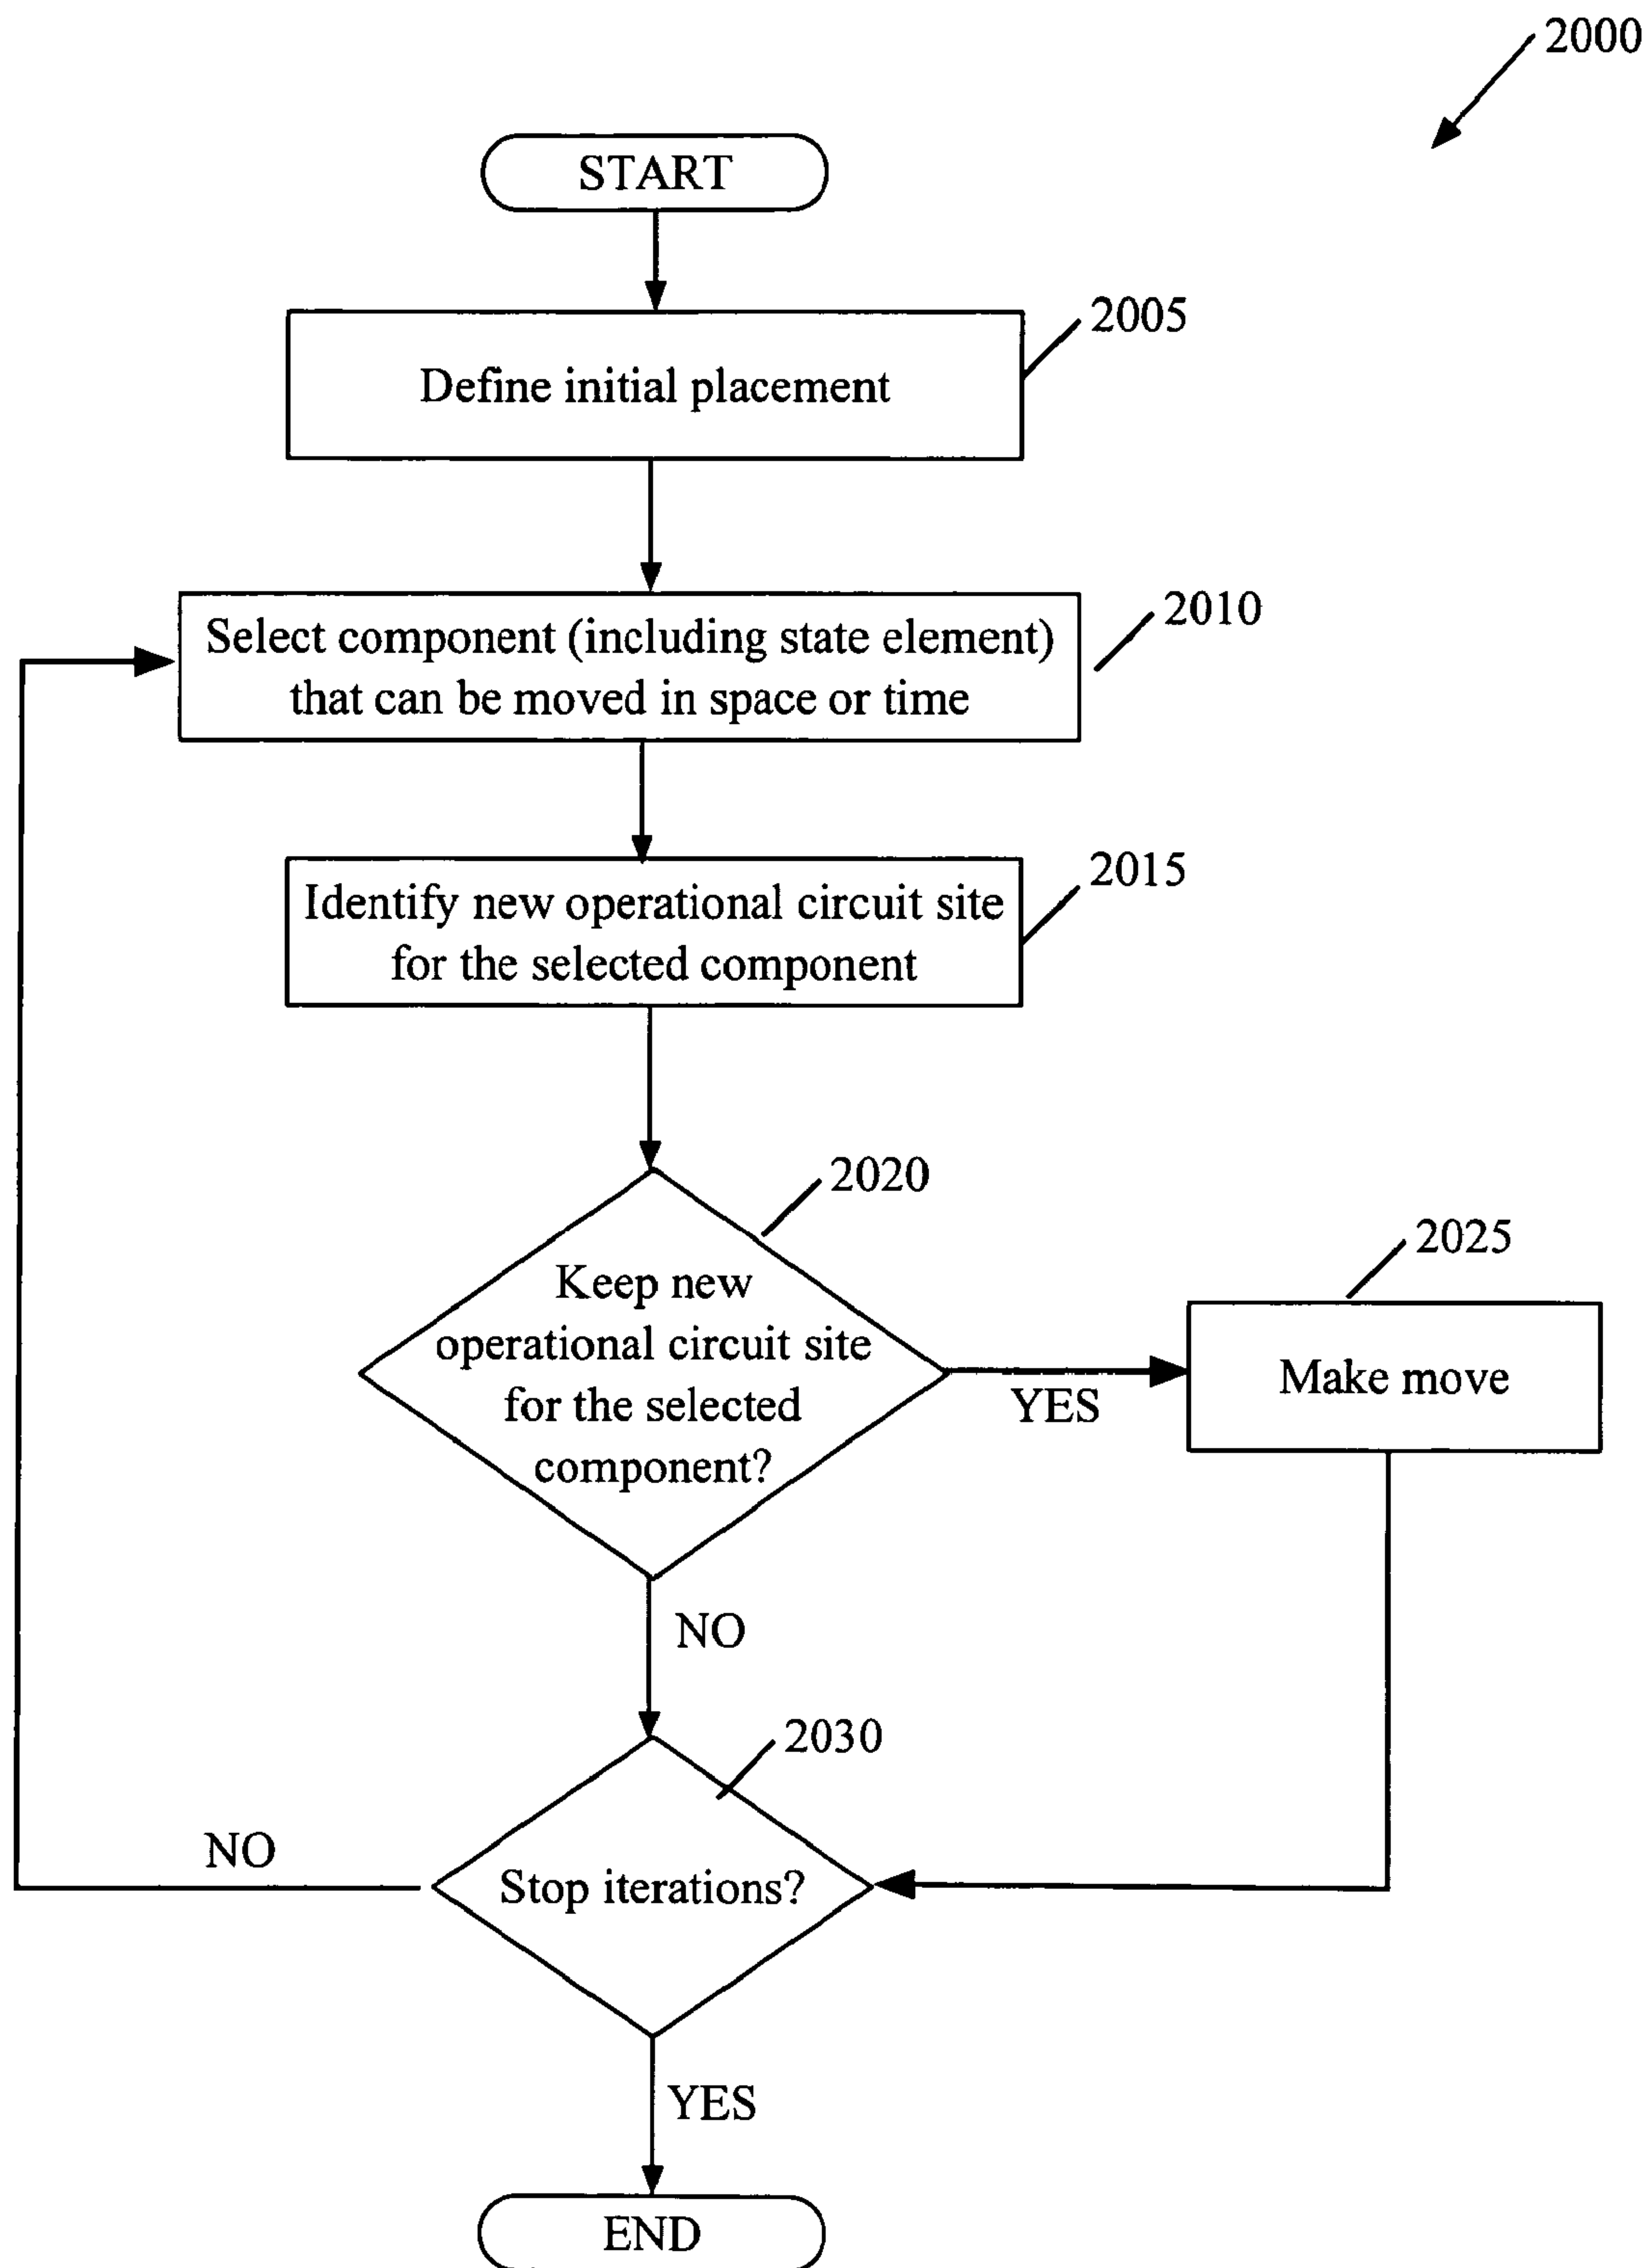 2000
START
2005
Define initial placement
2010
Select component (including state element)
that can be moved in space or time
2015
Identify new operational circuit site
for the selected component
2020
Keep new
operational circuit site
for the selected
component?
YES
2025
Make move
NO
2030
Stop iterations?
NO
YES
END